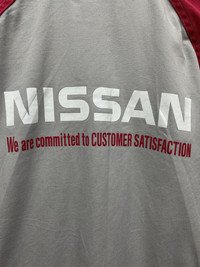 NISSAN
We are committed to CUSTOMER SATISFACTION